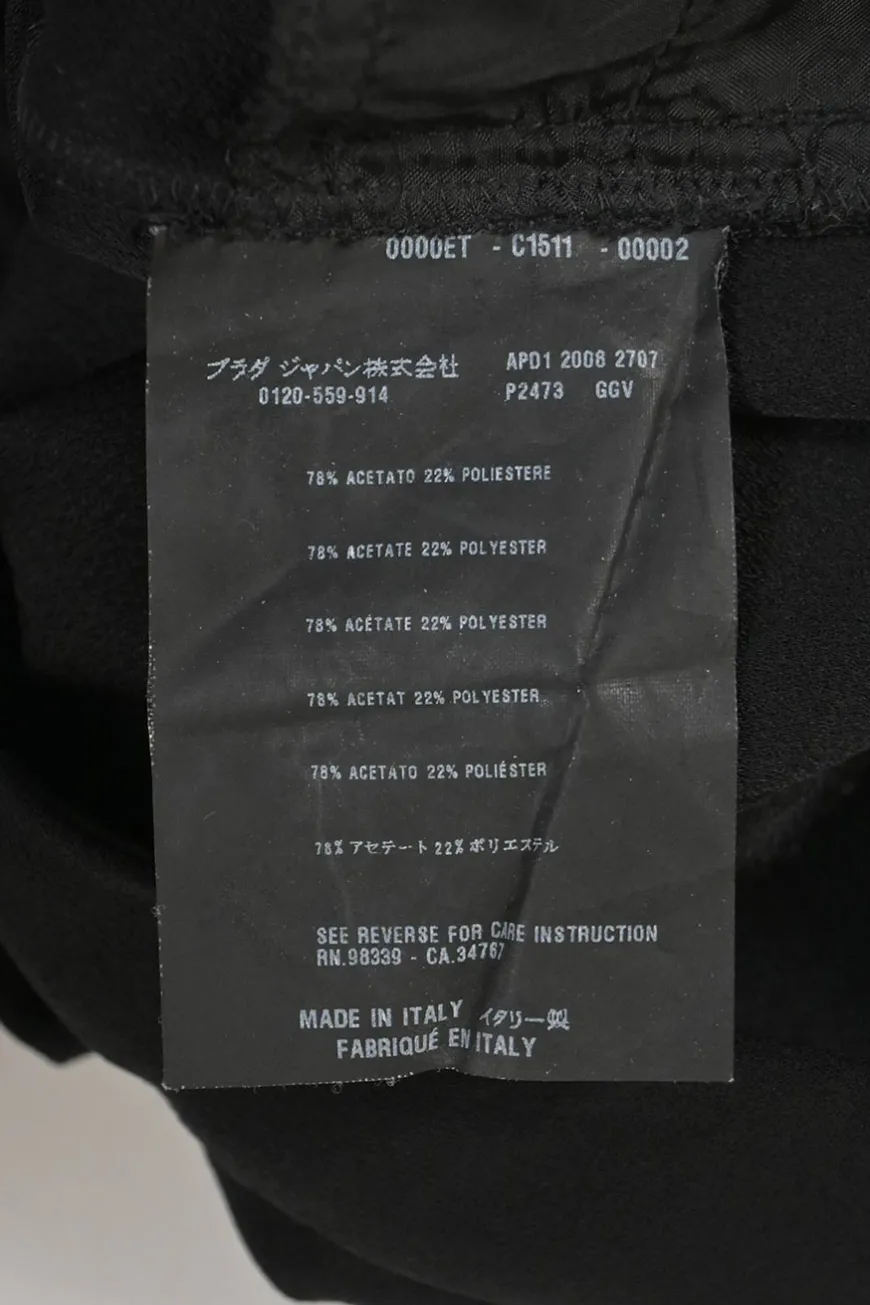 0000ET - C1511 - 00002
プラダ ジャパン株式会社 APD1 2008 2707
0120-559-914 P2473 GGV
78% ACETATO 22% POLIESTERE
78% ACETATE 22% POLYESTER
78% ACÉTATE 22% POLYESTER
78% ACETAT 22% POLYESTER
78% ACETATO 22% POLIÉSTER
78% アセテート 22% ポリエステル
SEE REVERSE FOR CARE INSTRUCTION
RN.98339 - CA.34767
MADE IN ITALY イタリー製
FABRIQUÉ EN ITALY